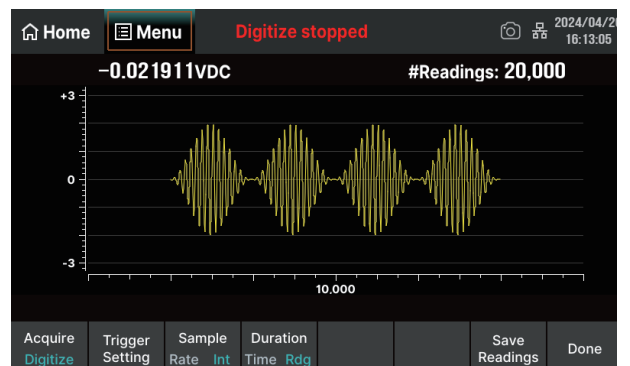 Home
Menu
Digitize stopped
2024/04/20
16:13:05
−0.021911VDC
#Readings: 20,000
+3
0
-3
10,000
Acquire
Digitize
Trigger
Setting
Sample
Rate Int
Duration
Time Rdg
Save
Readings
Done